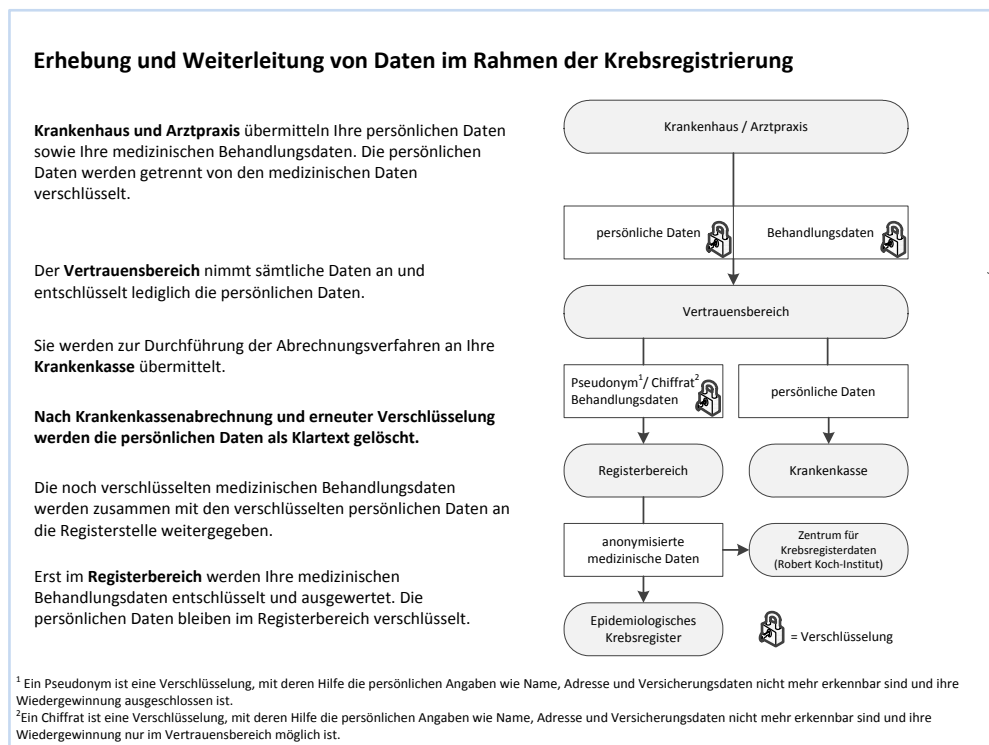 Erhebung und Weiterleitung von Daten im Rahmen der Krebsregistrierung
Krankenhaus und Arztpraxis übermitteln Ihre persönlichen Daten
sowie Ihre medizinischen Behandlungsdaten. Die persönlichen
Daten werden getrennt von den medizinischen Daten
verschlüsselt.
Der Vertrauensbereich nimmt sämtliche Daten an und
entschlüsselt lediglich die persönlichen Daten.
Sie werden zur Durchführung der Abrechnungsverfahren an Ihre
Krankenkasse übermittelt.
Nach Krankenkassenabrechnung und erneuter Verschlüsselung
werden die persönlichen Daten als Klartext gelöscht.
Die noch verschlüsselten medizinischen Behandlungsdaten
werden zusammen mit den verschlüsselten persönlichen Daten an
die Registerstelle weitergegeben.
Erst im Registerbereich werden Ihre medizinischen
Behandlungsdaten entschlüsselt und ausgewertet. Die
persönlichen Daten bleiben im Registerbereich verschlüsselt.
Krankenhaus / Arztpraxis
persönliche Daten
Behandlungsdaten
Vertrauensbereich
Pseudonym¹/ Chiffrat²
Behandlungsdaten
persönliche Daten
Registerbereich
Krankenkasse
anonymisierte
medizinische Daten
Zentrum für
Krebsregisterdaten
(Robert Koch-Institut)
Epidemiologisches
Krebsregister
= Verschlüsselung
¹ Ein Pseudonym ist eine Verschlüsselung, mit deren Hilfe die persönlichen Angaben wie Name, Adresse und Versicherungsdaten nicht mehr erkennbar sind und ihre
Wiedergewinnung ausgeschlossen ist.
²Ein Chiffrat ist eine Verschlüsselung, mit deren Hilfe die persönlichen Angaben wie Name, Adresse und Versicherungsdaten nicht mehr erkennbar sind und ihre
Wiedergewinnung nur im Vertrauensbereich möglich ist.